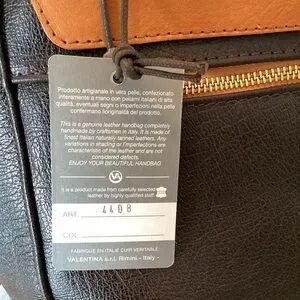 Prodotto artigianale in vera pelle, confezionato
interamente a mano con pellami italiani di alta
qualità, eventuali segni o imperfezioni nella pelle
confermano l'originalità del prodotto.
This is a genuine leather handbag completely
handmade by craftmen in Italy. It is made of
finest Italian naturally tanned leathers. Any
variations in shading or imperfections are
characteristic of the leather and are not
considered defects.
ENJOY YOUR BEAUTIFUL HANDBAG
VA
It is a product made from carefully selected
leather by highly qualified staff.
ART. 4408
COL.
FABRIQUE EN ITALIE CUIR VERITABLE
VALENTINA s.r.l. Rimini - Italy -